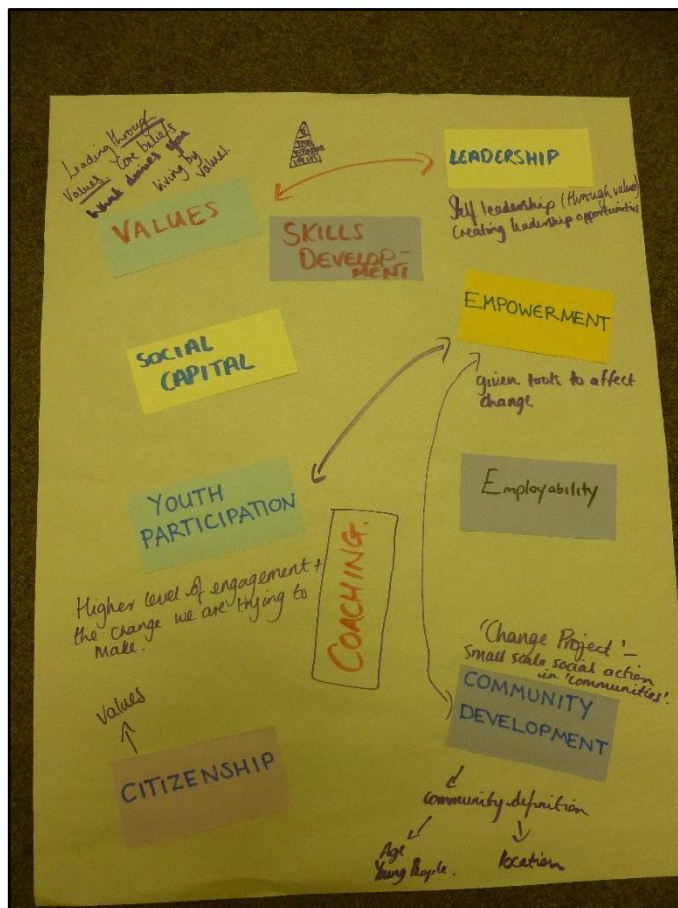 Leading through
Values. Core beliefs
What drives you
living by
values.
VALUES
SKILLS
DEVELOP-
MENT
LEADERSHIP
Self leadership (through values)
Creating leadership opportunities
SOCIAL
CAPITAL
EMPOWERMENT
given tools to affect
change
YOUTH
PARTICIPATION
Higher level of engagement +
the change we are trying to
make.
COACHING.
Employability
'Change Project' –
Small scale social action
in 'communities'.
COMMUNITY
DEVELOPMENT
community definition
Age
Young People.
location
values
CITIZENSHIP